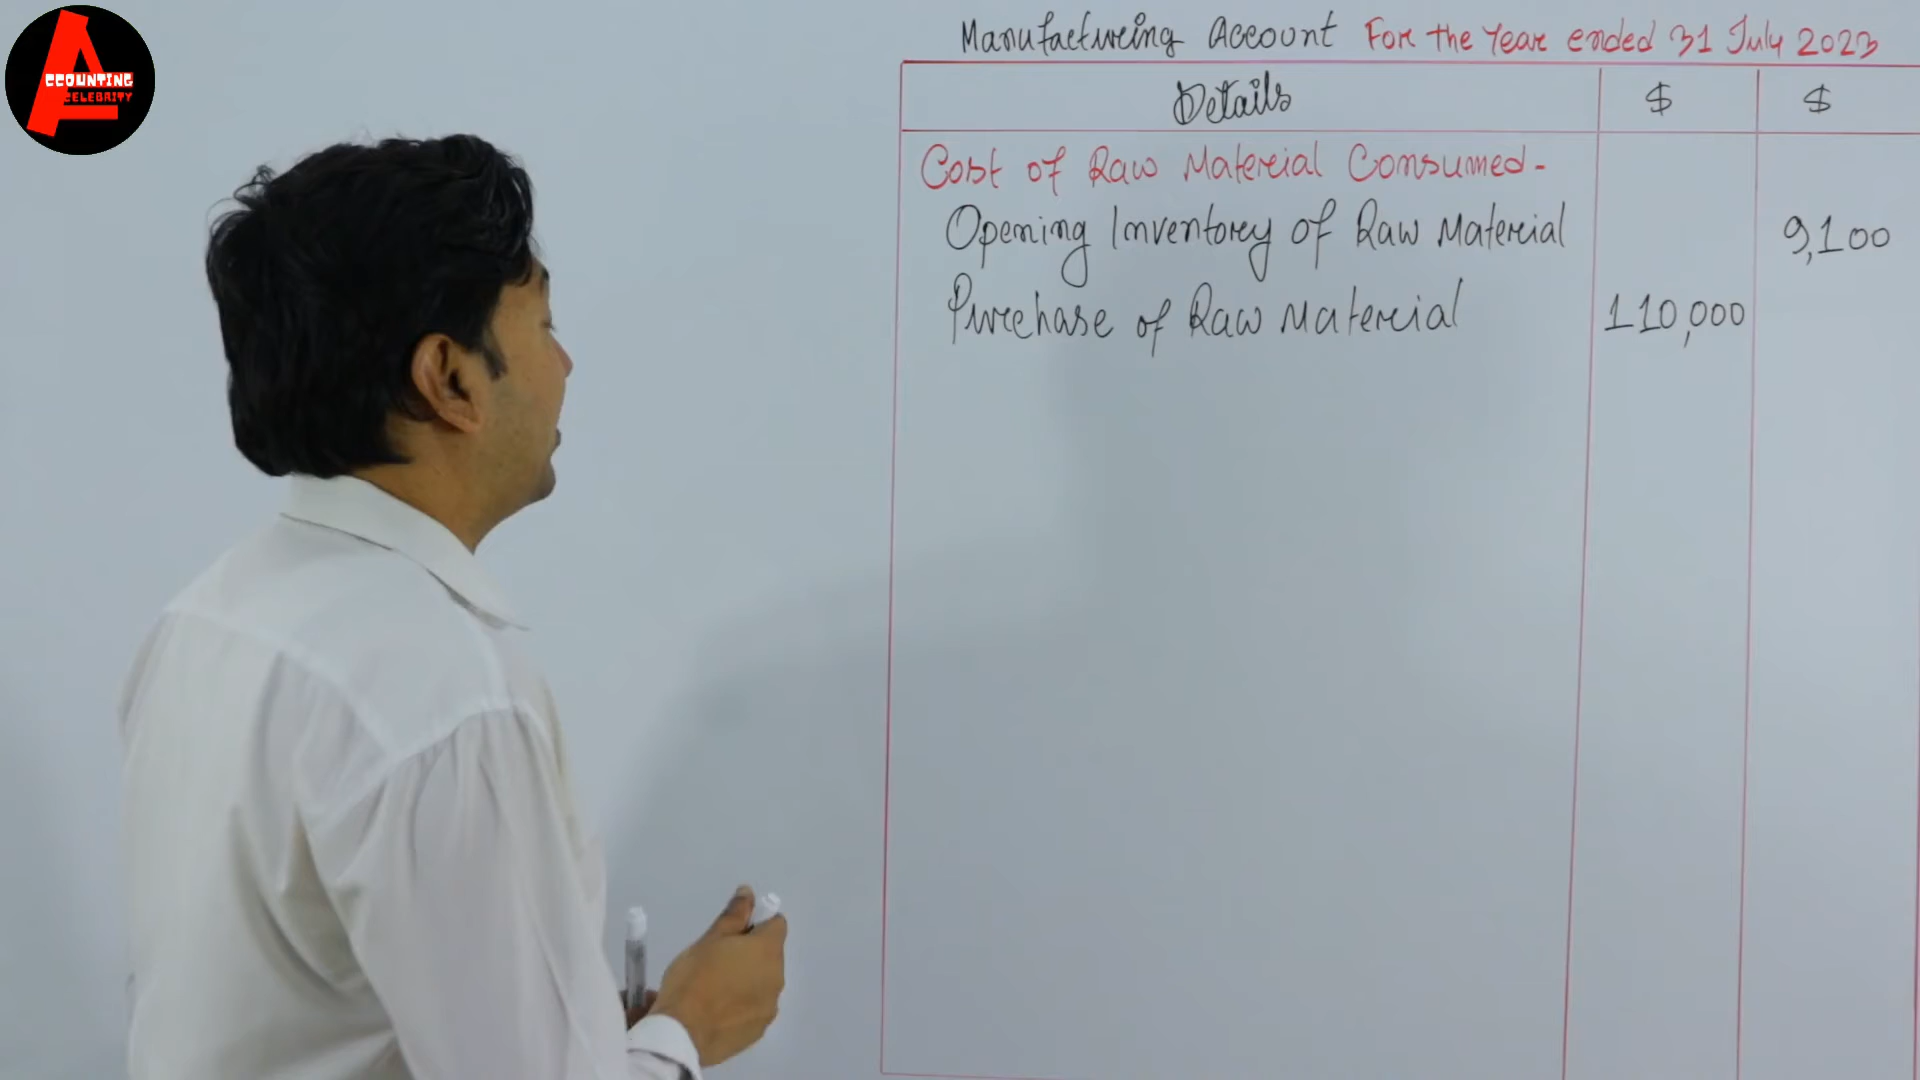 ACCOUNTING
CELEBRITY
Manufacturing Account For the Year ended 31 July 2023
Details $ $
Cost of Raw Material Consumed-
Opening Inventory of Raw Material 9,100
Purchase of Raw Material 110,000